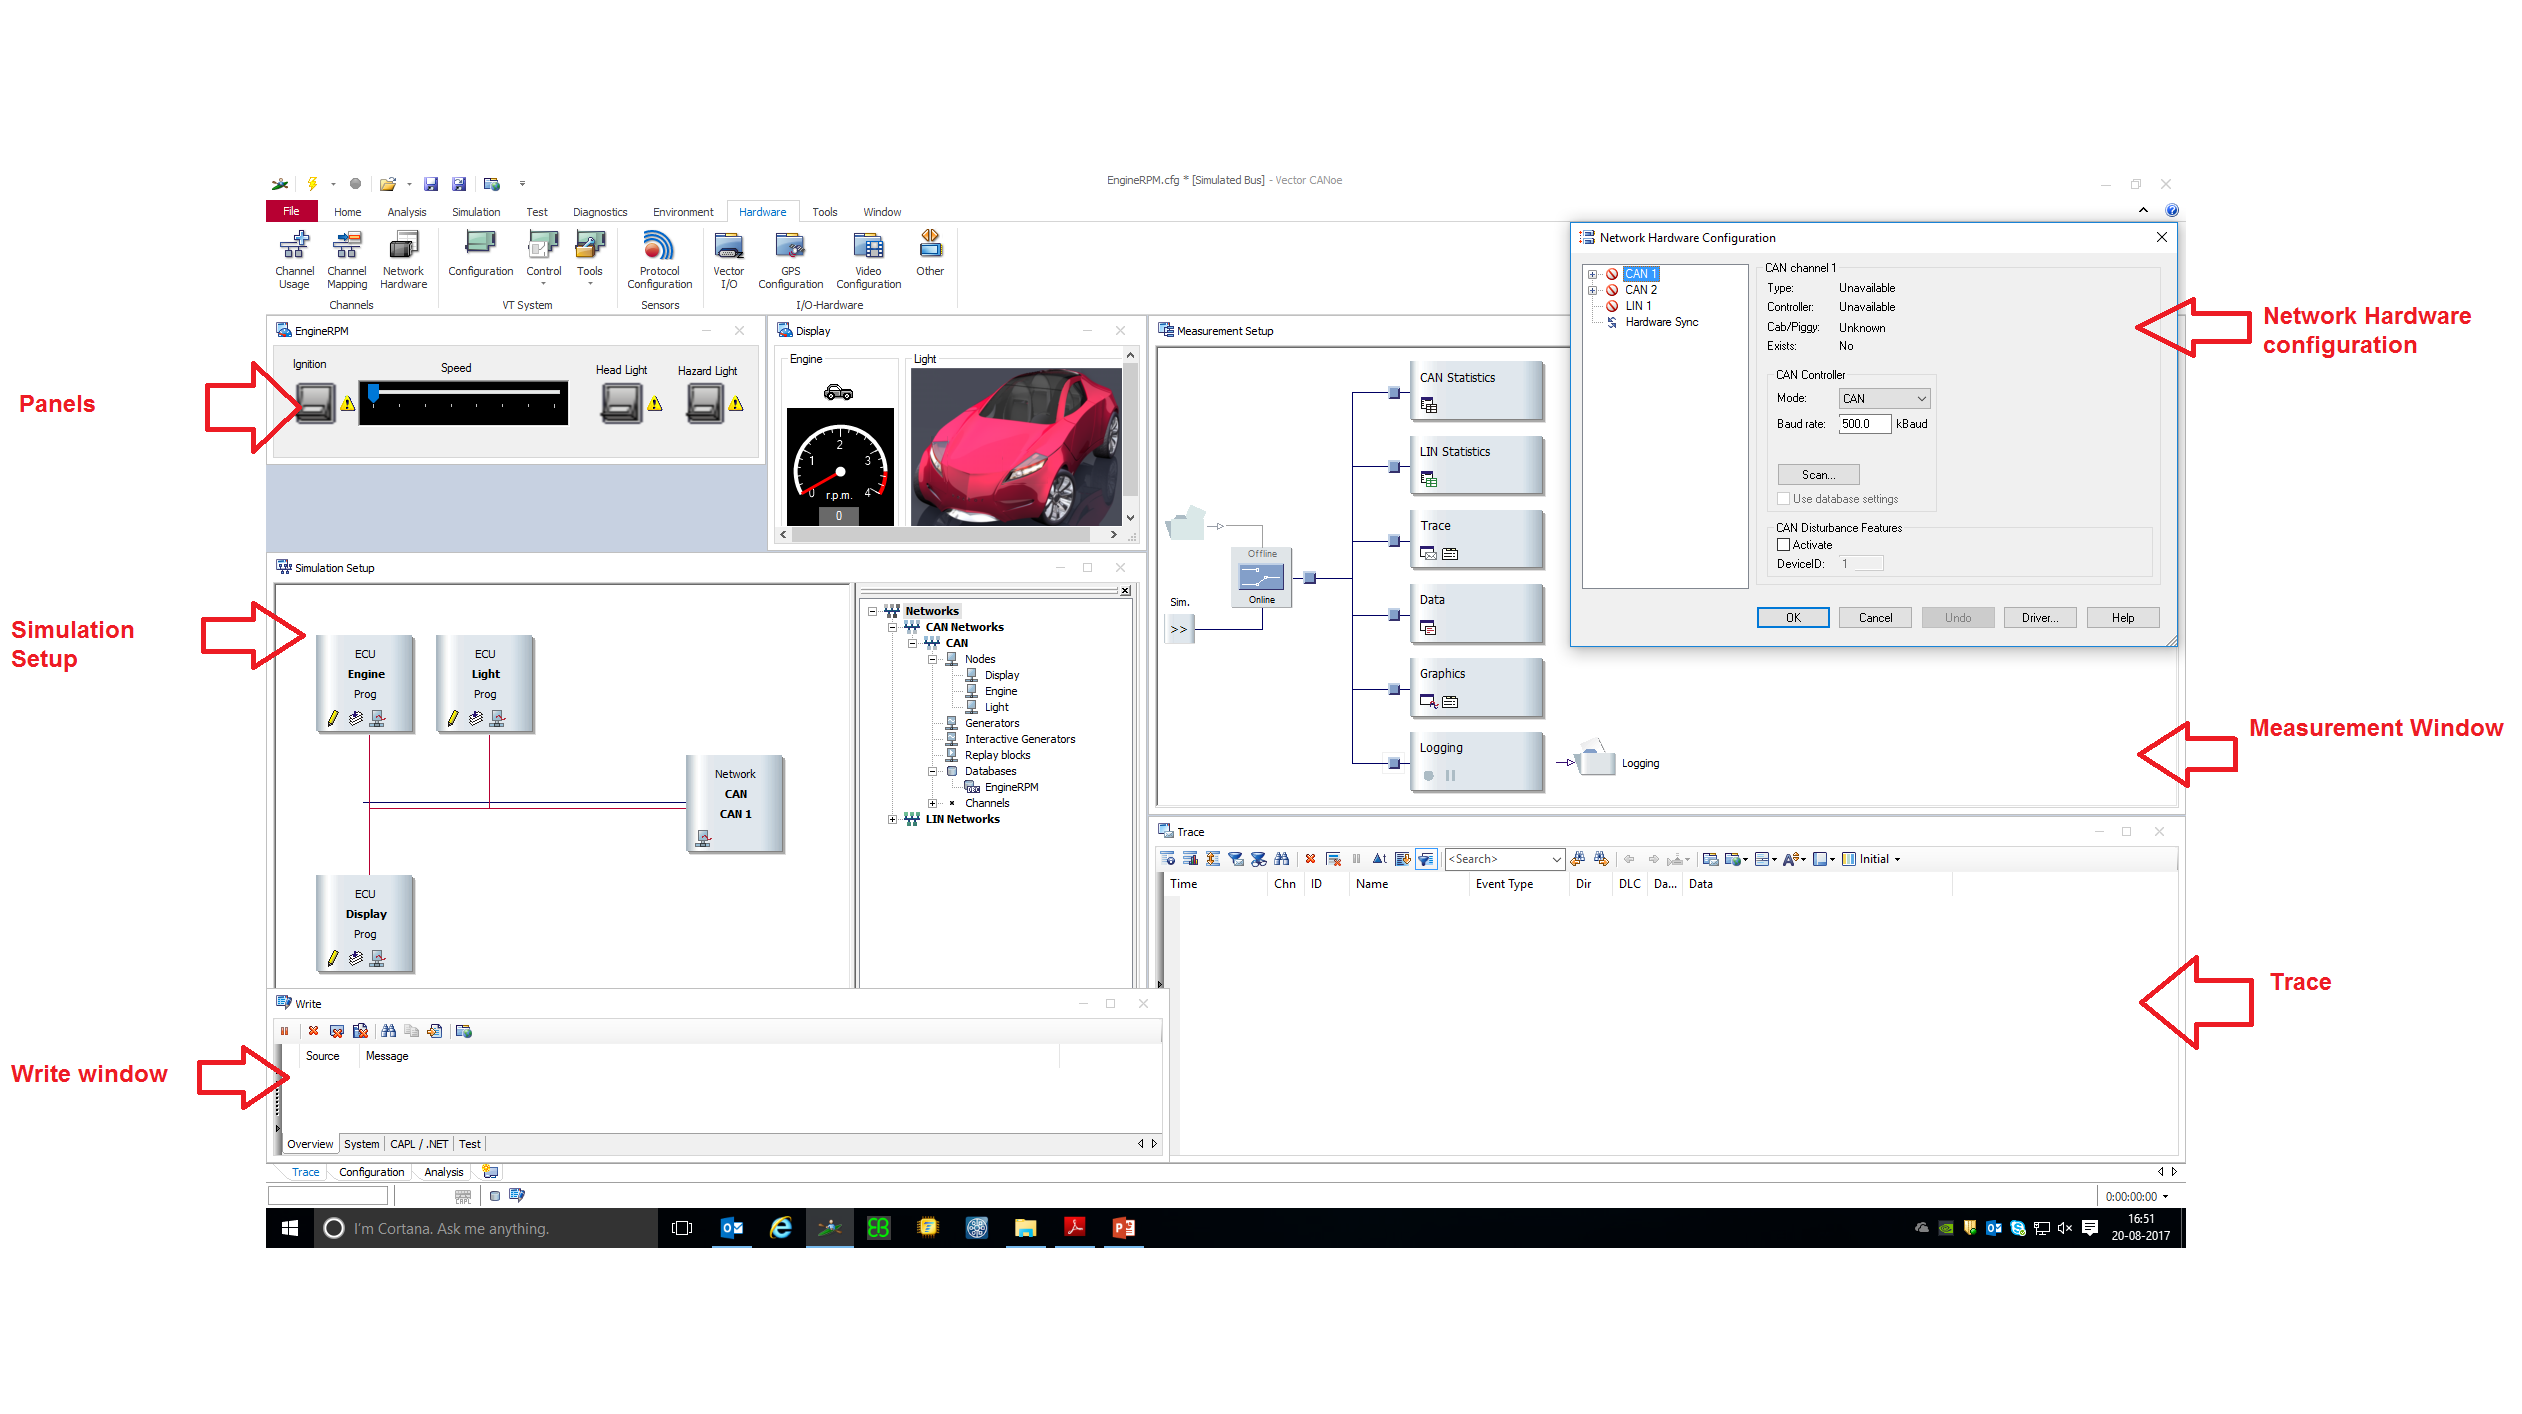 EngineRPM.cfg * [Simulated Bus] - Vector CANoe
File Home Analysis Simulation Test Diagnostics Environment Hardware Tools Window
Channel Usage
Channel Mapping
Network Hardware
Channels
Configuration
Control
Tools
VT System
Protocol Configuration
Sensors
Vector I/O
GPS Configuration
Video Configuration
Other
I/O-Hardware
EngineRPM
Ignition
Speed
Head Light
Hazard Light
Panels
Display
Engine
Light
0 1 2 3 4
r.p.m.
0
Measurement Setup
Offline
Online
Sim.
>>
CAN Statistics
LIN Statistics
Trace
Data
Graphics
Logging
Logging
Measurement Window
Network Hardware Configuration
CAN 1
CAN 2
LIN 1
Hardware Sync
CAN channel 1
Type: Unavailable
Controller: Unavailable
Cab/Piggy: Unknown
Exists: No
CAN Controller
Mode: CAN
Baud rate: 500.0 kBaud
Scan...
Use database settings
CAN Disturbance Features
Activate
DeviceID: 1
OK Cancel Undo Driver... Help
Network Hardware
configuration
Simulation Setup
Simulation
Setup
ECU
Engine
Prog
ECU
Light
Prog
Network
CAN
CAN 1
ECU
Display
Prog
Networks
CAN Networks
CAN
Nodes
Display
Engine
Light
Generators
Interactive Generators
Replay blocks
Databases
EngineRPM
Channels
LIN Networks
Trace
<Search>
Initial
Time Chn ID Name Event Type Dir DLC Da... Data
Trace
Write
Source Message
Write window
Overview System CAPL / .NET Test
Trace Configuration Analysis
0:00:00:00
I'm Cortana. Ask me anything.
16:51
20-08-2017